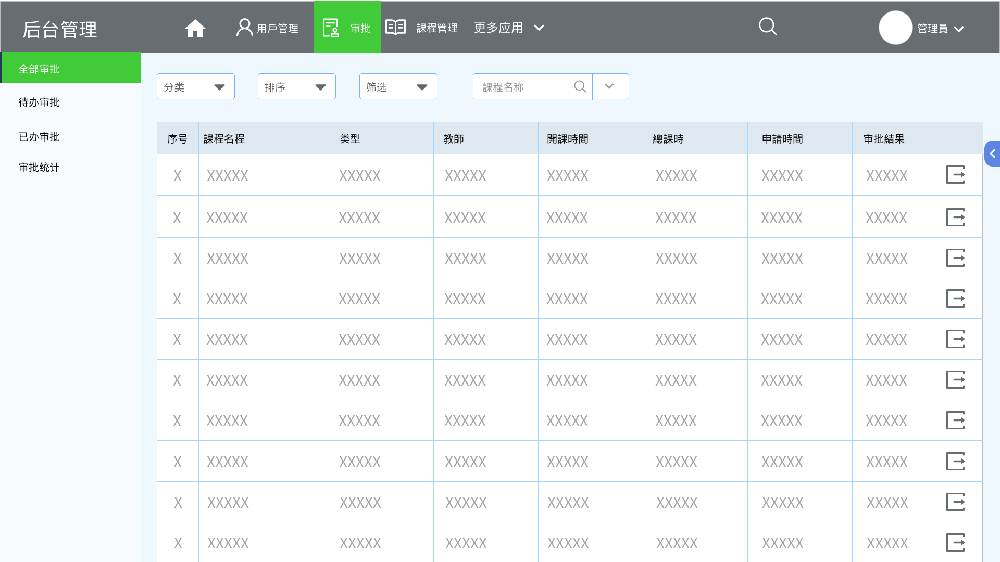 后台管理 用戶管理 审批 課程管理 更多应用 管理員
全部审批
待办审批
已办审批
审批统计
分类 排序 筛选 課程名称
序号 課程名程 类型 教師 開課時間 總課時 申請時間 审批結果
X XXXXX XXXXX XXXXX XXXXX XXXXX XXXXX XXXXX
X XXXXX XXXXX XXXXX XXXXX XXXXX XXXXX XXXXX
X XXXXX XXXXX XXXXX XXXXX XXXXX XXXXX XXXXX
X XXXXX XXXXX XXXXX XXXXX XXXXX XXXXX XXXXX
X XXXXX XXXXX XXXXX XXXXX XXXXX XXXXX XXXXX
X XXXXX XXXXX XXXXX XXXXX XXXXX XXXXX XXXXX
X XXXXX XXXXX XXXXX XXXXX XXXXX XXXXX XXXXX
X XXXXX XXXXX XXXXX XXXXX XXXXX XXXXX XXXXX
X XXXXX XXXXX XXXXX XXXXX XXXXX XXXXX XXXXX
X XXXXX XXXXX XXXXX XXXXX XXXXX XXXXX XXXXX